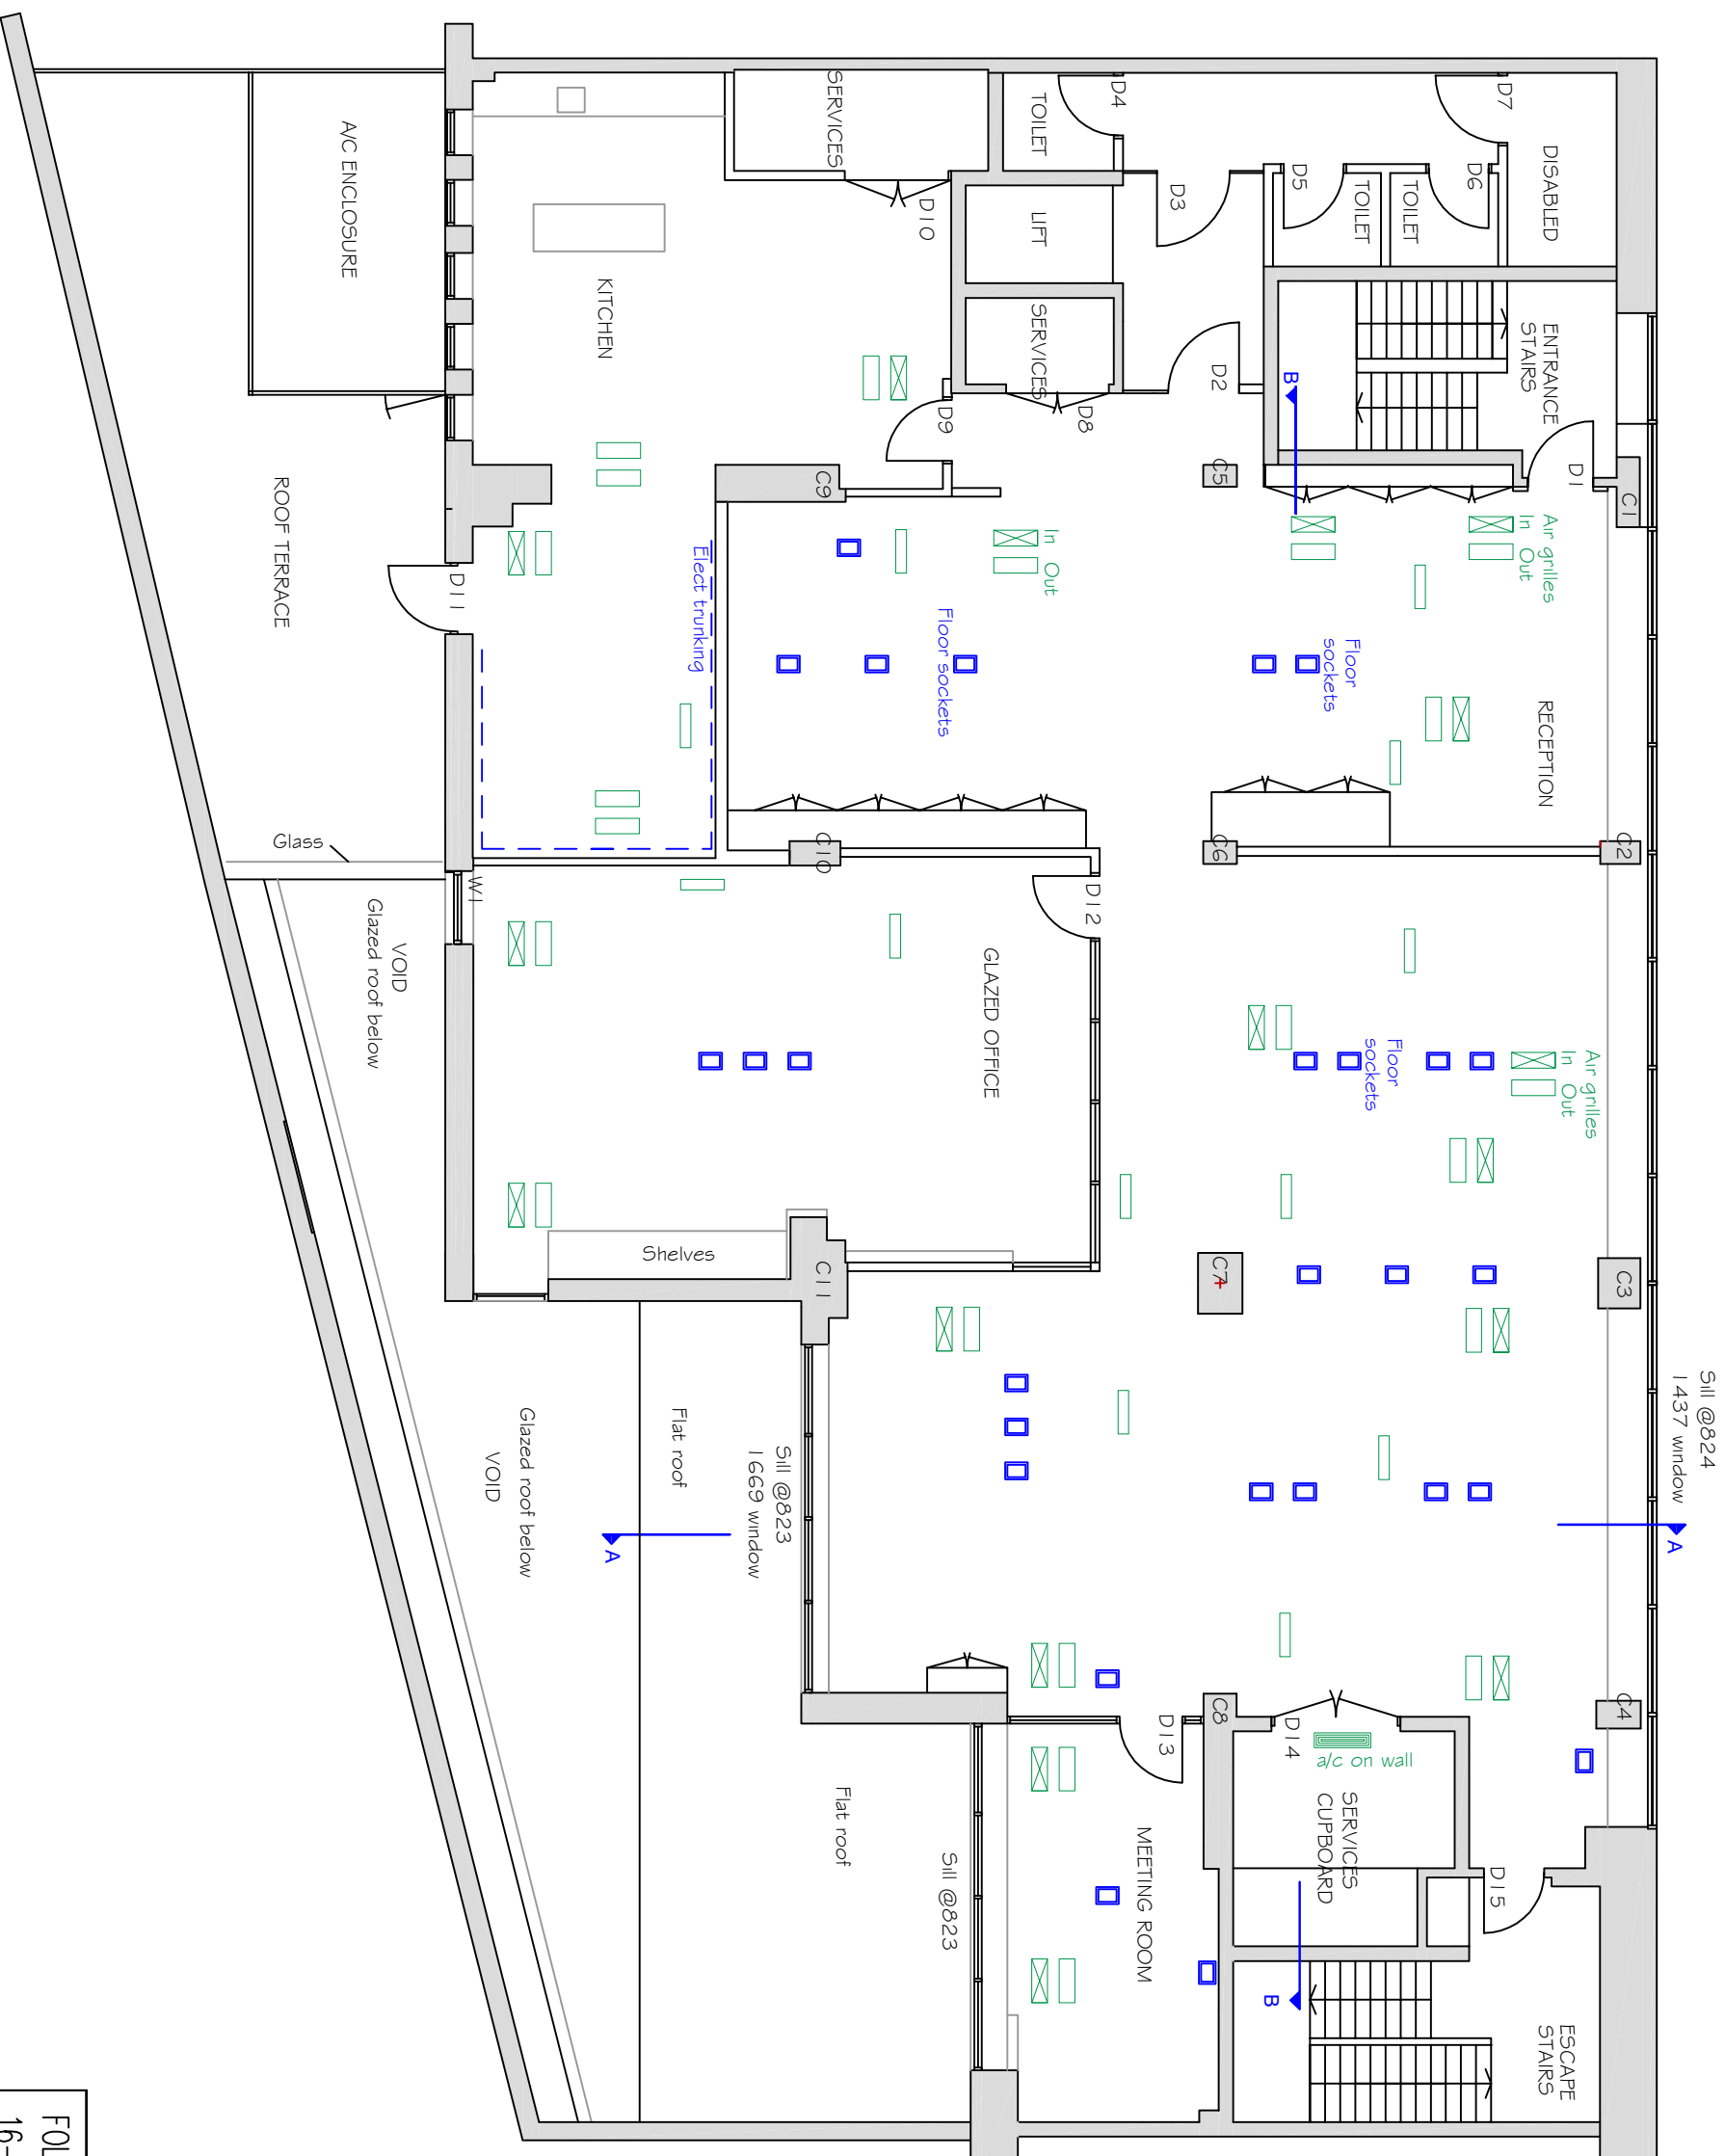 Sill @824
1437 window
DISABLED
D7
D6
TOILET
TOILET
D5
D4
TOILET
D3
LIFT
SERVICES
SERVICES
D10
D8
D2
D9
ENTRANCE
STAIRS
D1
C1
B
C5
C9
KITCHEN
A/C ENCLOSURE
ROOF TERRACE
D11
Elect trunking
Air grilles
In Out
In Out
Floor
sockets
Floor sockets
RECEPTION
C2
C6
C10
Glass
W1
D12
GLAZED OFFICE
VOID
Glazed roof below
Air grilles
In Out
Floor
sockets
Shelves
C11
C7
C3
Flat roof
Sill @823
1669 window
Glazed roof below
VOID
A
A
C4
C8
D13
D14
a/c on wall
SERVICES
CUPBOARD
D15
MEETING ROOM
Flat roof
Sill @823
B
ESCAPE
STAIRS